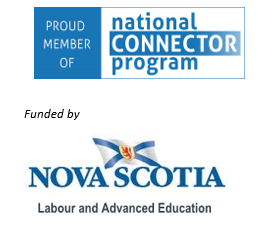 PROUD
MEMBER
OF
national
CONNECTOR
program
Funded by
NOVA SCOTIA
Labour and Advanced Education